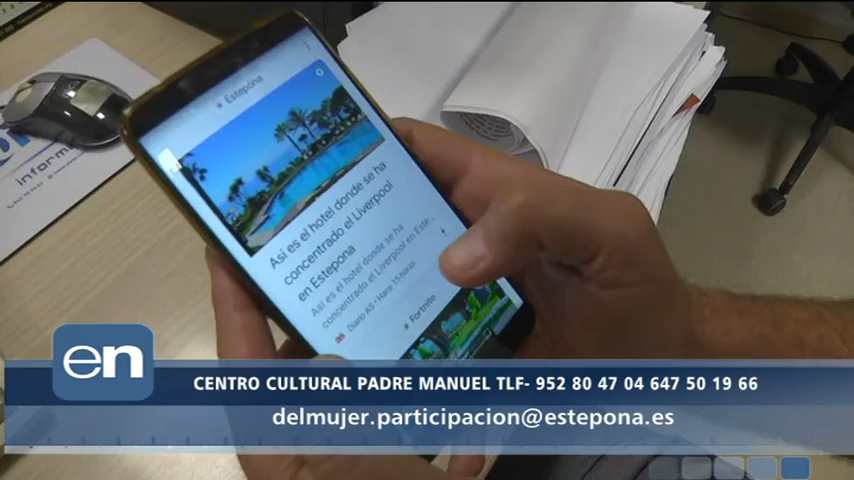 Estepona
Así es el hotel donde se ha
concentrado el Liverpool
en Estepona
Así es el hotel donde se ha
concentrado el Liverpool en Este...
Diario AS • Hace 15 horas
Fortnite
inform
en
CENTRO CULTURAL PADRE MANUEL TLF- 952 80 47 04 647 50 19 66
delmujer.participacion@estepona.es